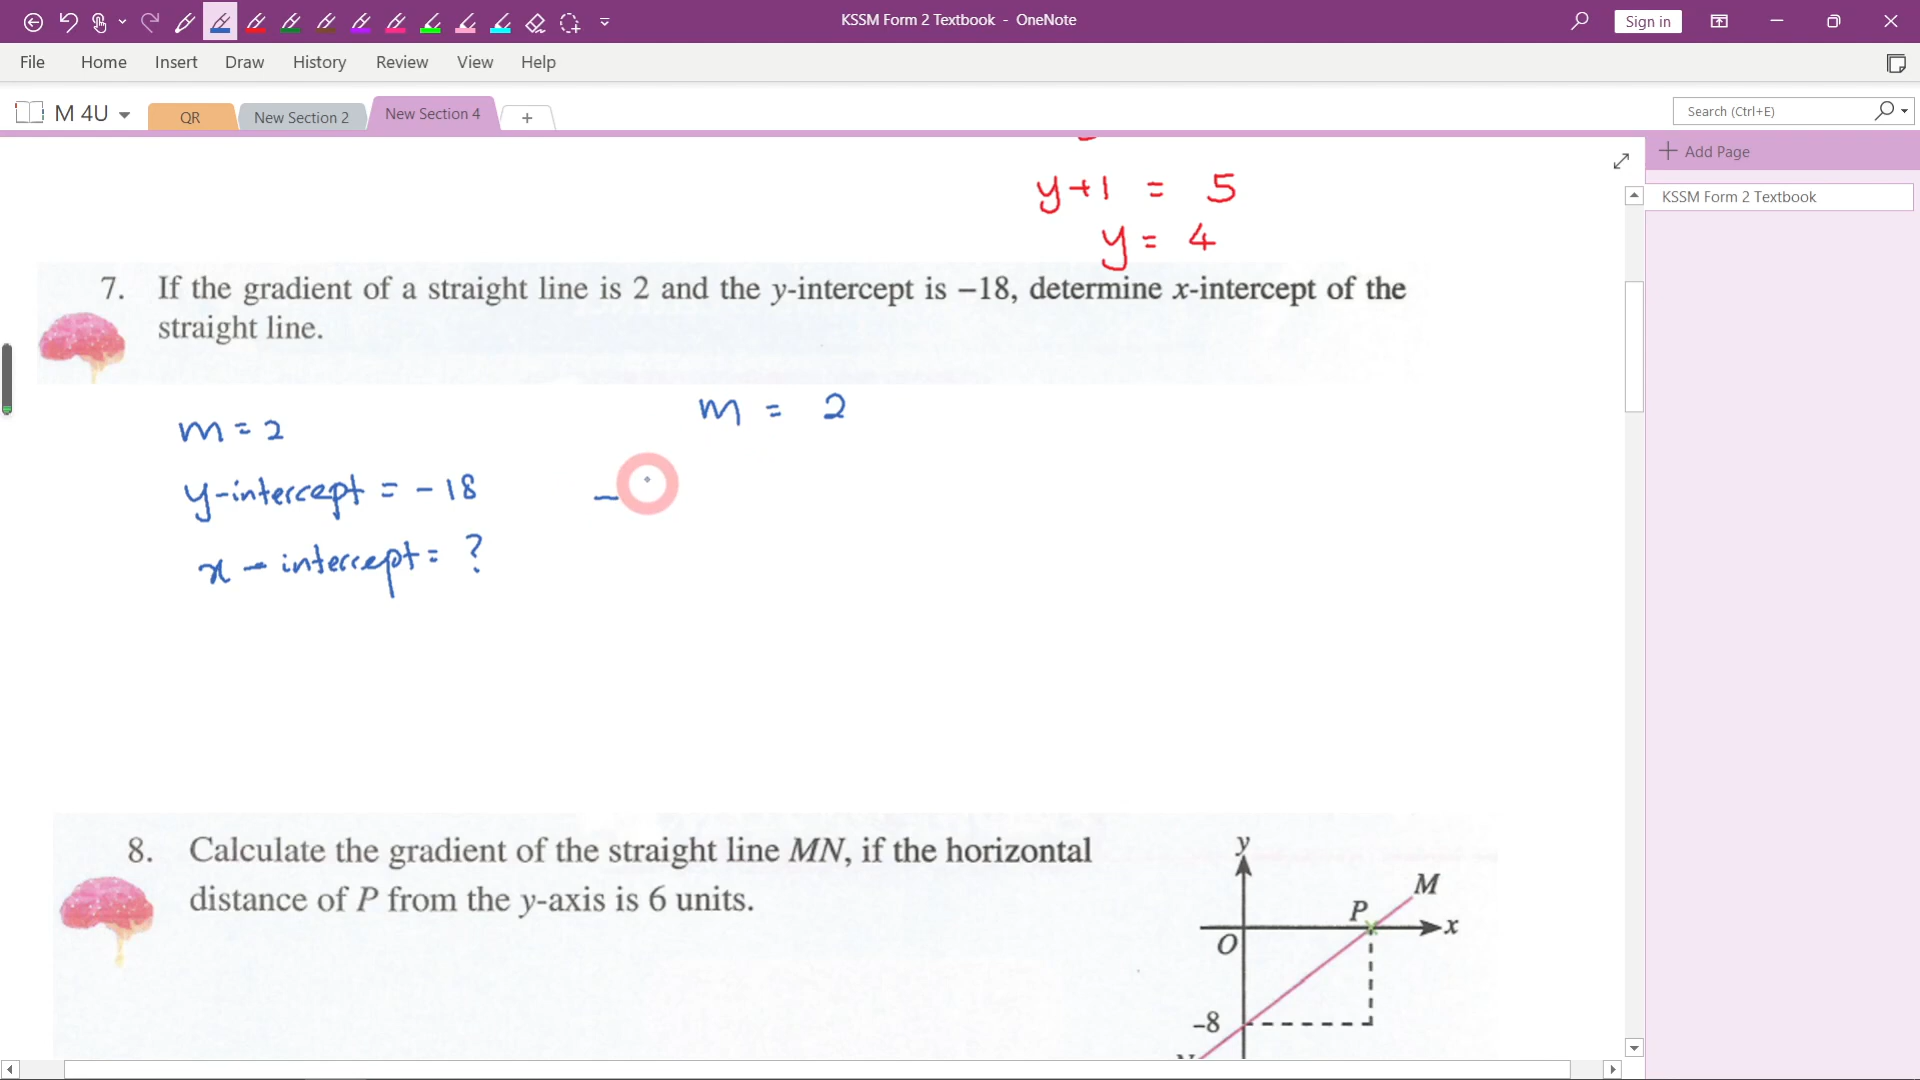 KSSM Form 2 Textbook - OneNote
Sign in
File Home Insert Draw History Review View Help
M 4U
QR
New Section 2
New Section 4
+
Search (Ctrl+E)
Add Page
KSSM Form 2 Textbook
y+1 = 5
y = 4
7. If the gradient of a straight line is 2 and the y-intercept is −18, determine x-intercept of the
straight line.
m = 2
m = 2
y-intercept = -18
−
x - intercept = ?
8. Calculate the gradient of the straight line MN, if the horizontal
distance of P from the y-axis is 6 units.
y
M
P
x
O
−8